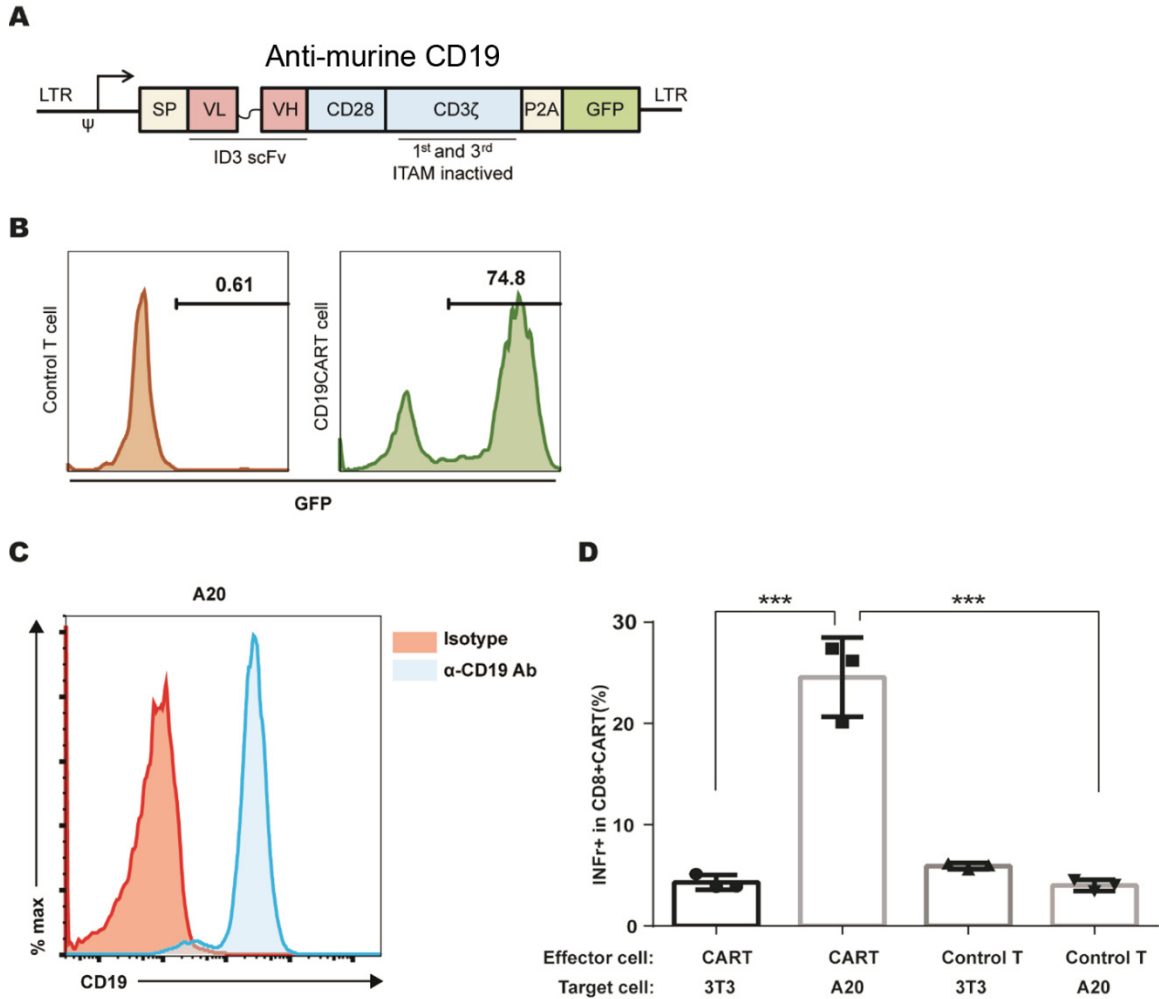 A
Anti-murine CD19
LTR
SP VL VH CD28 CD3ζ P2A GFP
LTR
ψ
ID3 scFv
1st and 3rd
ITAM inactived
B
Control T cell
0.61
CD19CART cell
74.8
GFP
C
A20
Isotype
α-CD19 Ab
% max
CD19
D
***
***
30
20
10
0
INFr+ in CD8+CART(%)
Effector cell: CART CART Control T Control T
Target cell: 3T3 A20 3T3 A20